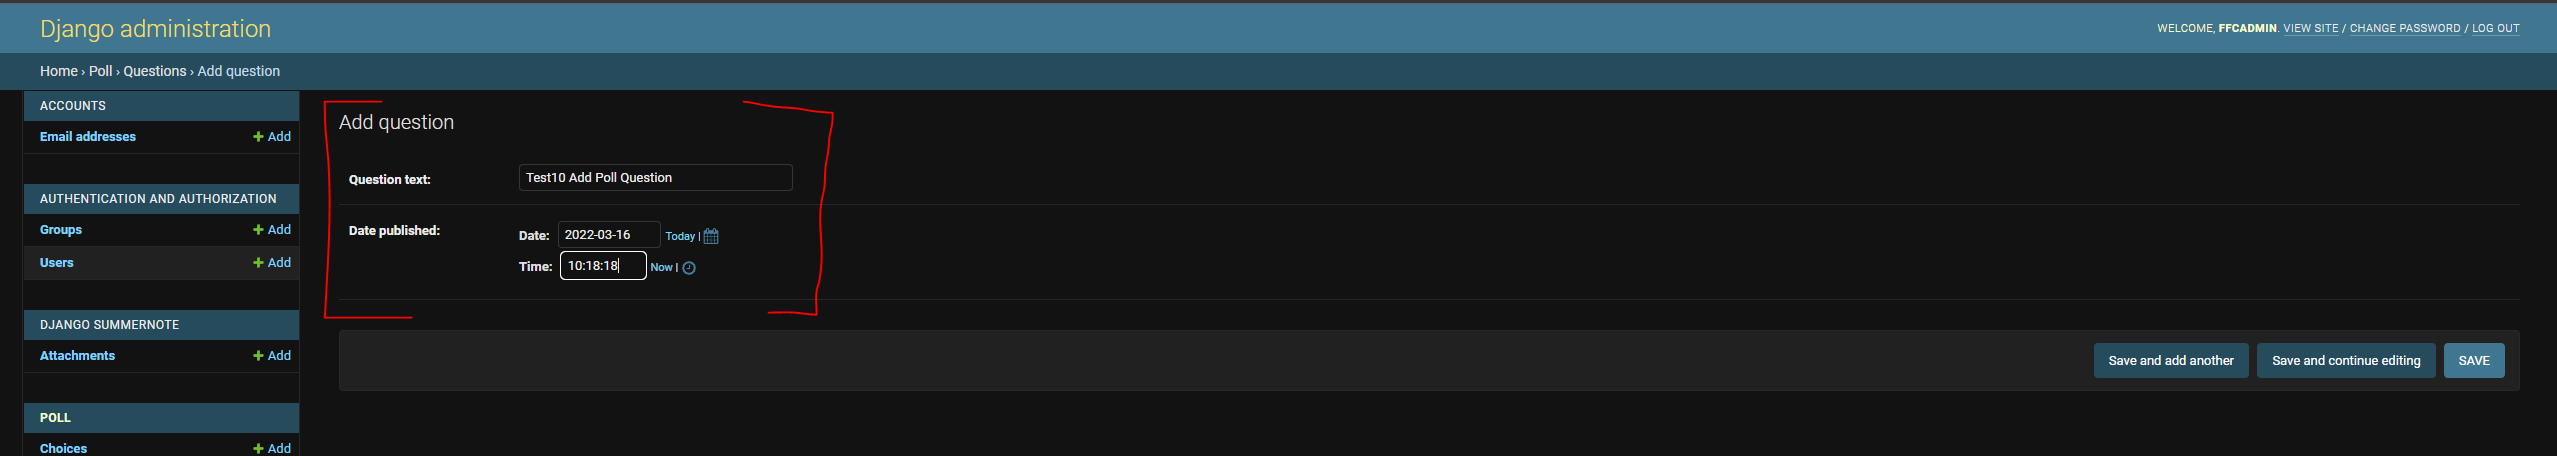 Django administration
WELCOME, FFCADMIN. VIEW SITE / CHANGE PASSWORD / LOG OUT
Home › Poll › Questions › Add question
ACCOUNTS
Email addresses + Add
AUTHENTICATION AND AUTHORIZATION
Groups + Add
Users + Add
DJANGO SUMMERNOTE
Attachments + Add
POLL
Choices + Add
Add question
Question text: Test10 Add Poll Question
Date published: Date: 2022-03-16 Today |
Time: 10:18:18 Now |
Save and add another Save and continue editing SAVE